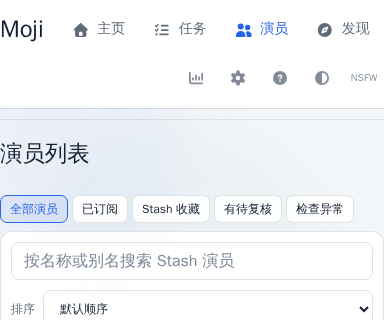 Moji 主页 任务 演员 发现
NSFW
演员列表
全部演员 已订阅 Stash 收藏 有待复核 检查异常
按名称或别名搜索 Stash 演员
排序 默认顺序